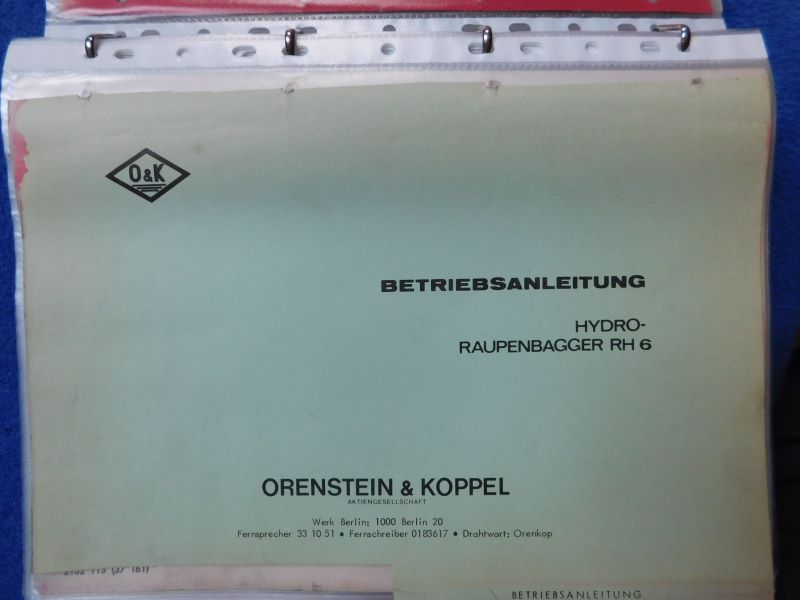 O&K
BETRIEBSANLEITUNG
HYDRO-
RAUPENBAGGER RH 6
ORENSTEIN & KOPPEL
AKTIENGESELLSCHAFT
Werk Berlin: 1000 Berlin 20
Fernsprecher 33 10 51 • Fernschreiber 0183617 • Drahtwort: Orenkop
BETRIEBSANLEITUNG